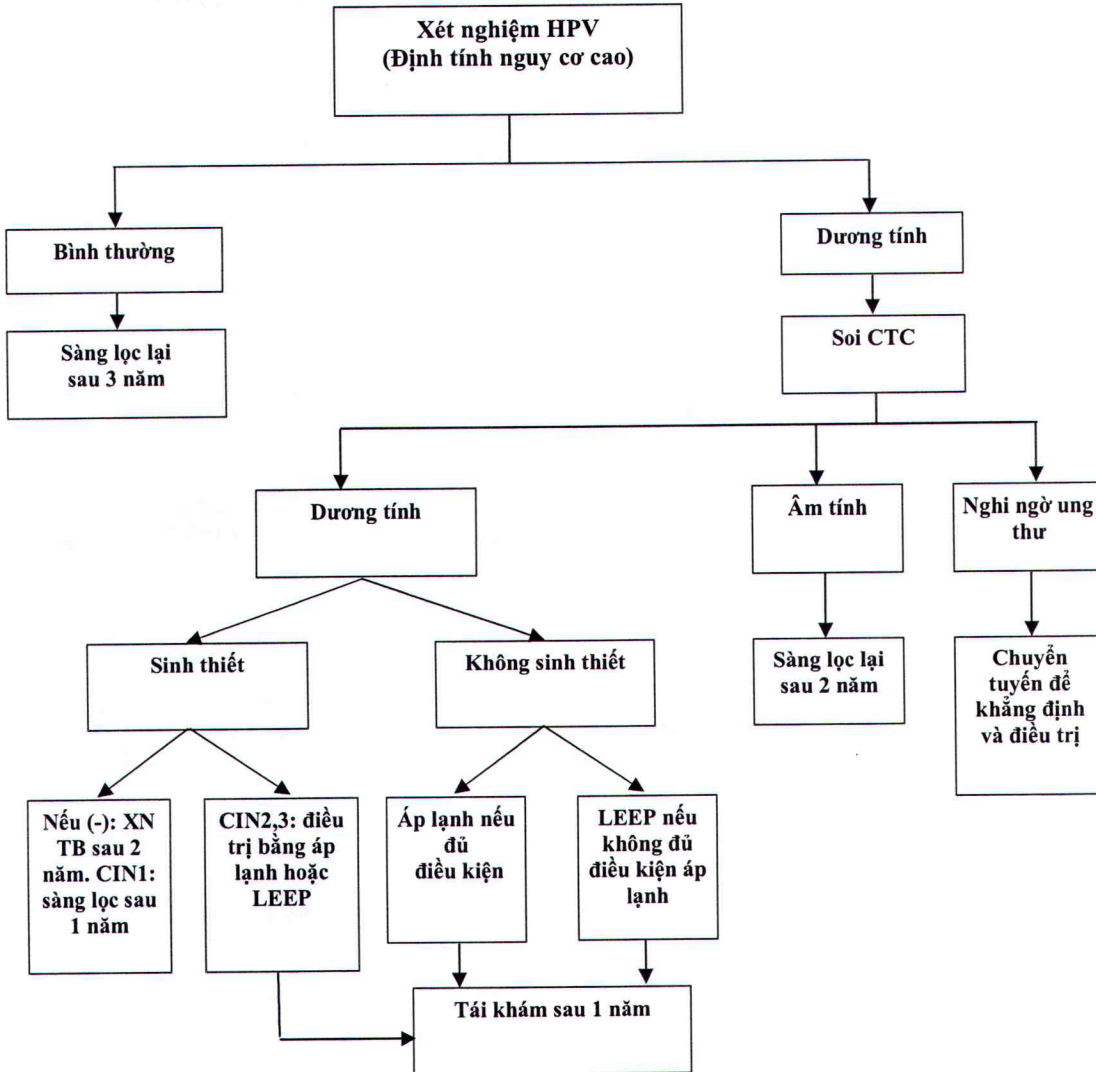 Xét nghiệm HPV
(Định tính nguy cơ cao)
Bình thường
Dương tính
Sàng lọc lại
sau 3 năm
Soi CTC
Dương tính
Âm tính
Nghi ngờ ung
thư
Sinh thiết
Không sinh thiết
Sàng lọc lại
sau 2 năm
Chuyển
tuyến để
khẳng định
và điều trị
Nếu (-): XN
TB sau 2
năm. CIN1:
sàng lọc sau
1 năm
CIN2,3: điều
trị bằng áp
lạnh hoặc
LEEP
Áp lạnh nếu
đủ
điều kiện
LEEP nếu
không đủ
điều kiện áp
lạnh
Tái khám sau 1 năm